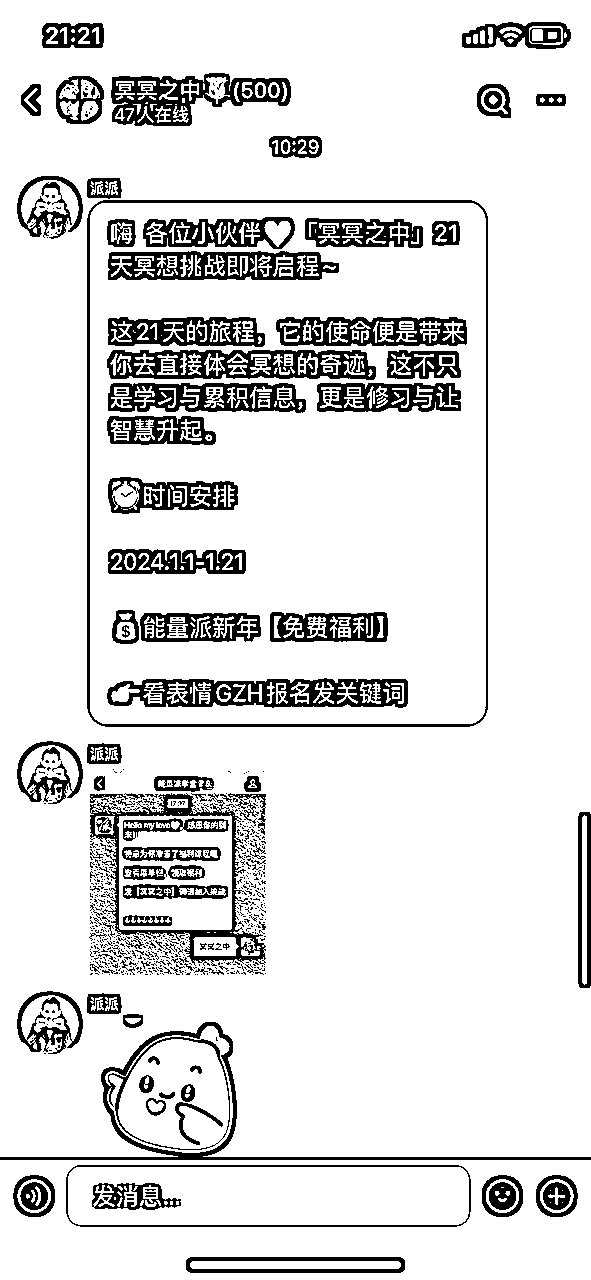 21:21
冥冥之中🌹(500)
47人在线
10:29
派派
嗨 各位小伙伴♥「冥冥之中」21
天冥想挑战即将启程~
这21天的旅程，它的使命便是带来
你去直接体会冥想的奇迹，这不只
是学习与累积信息，更是修习与让
智慧升起。
⏰时间安排
2024.1.1-1.21
💰能量派新年【免费福利】
👉看表情GZH报名发关键词
派派
Hello my love
冥冥之中
派派
发消息...